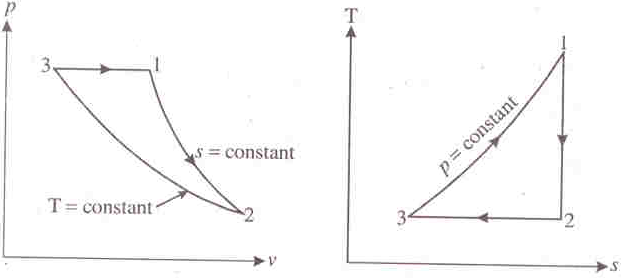 p
3
1
s = constant
T = constant
2
v
T
1
p = constant
3
2
s